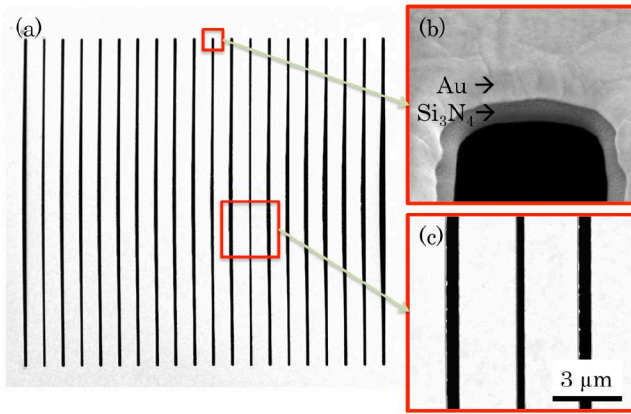 (a)
(b)
Au →
Si₃N₄ →
(c)
3 µm